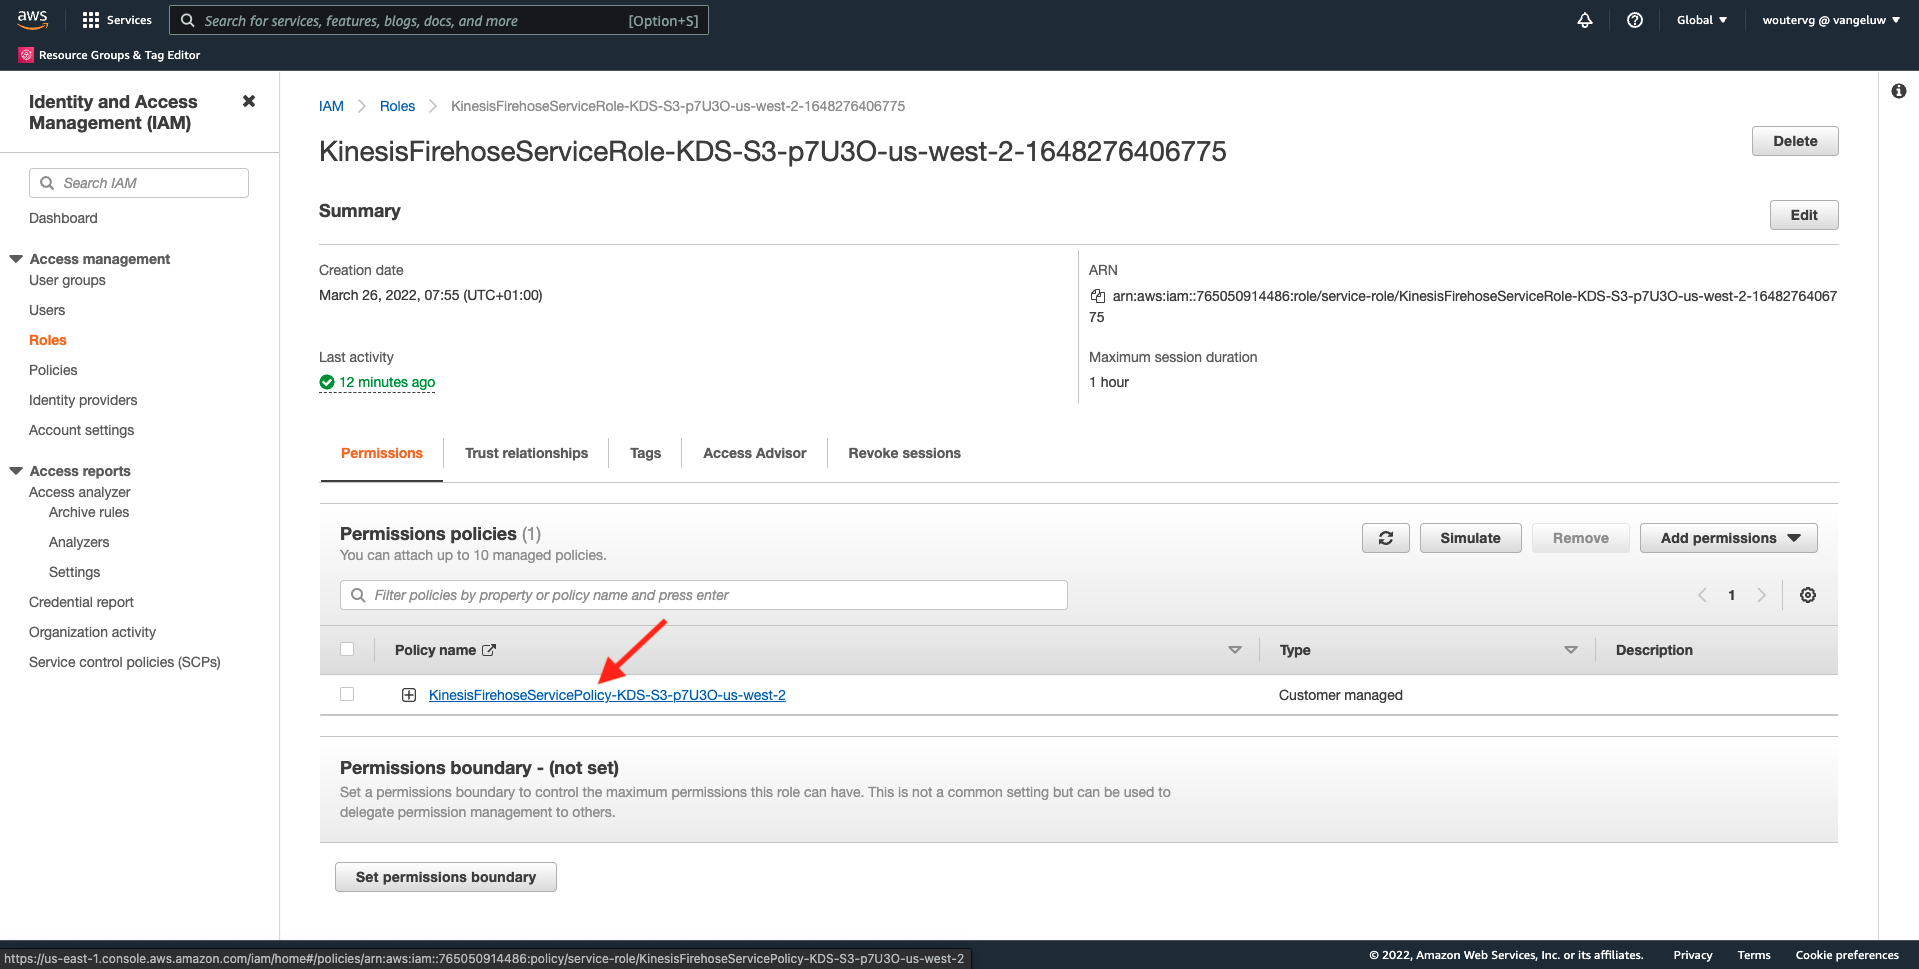 aws
Services
Search for services, features, blogs, docs, and more
[Option+S]
Global
woutervg @ vangeluw
Resource Groups & Tag Editor
Identity and Access
Management (IAM)
Search IAM
Dashboard
Access management
User groups
Users
Roles
Policies
Identity providers
Account settings
Access reports
Access analyzer
Archive rules
Analyzers
Settings
Credential report
Organization activity
Service control policies (SCPs)
IAM
Roles
KinesisFirehoseServiceRole-KDS-S3-p7U3O-us-west-2-1648276406775
KinesisFirehoseServiceRole-KDS-S3-p7U3O-us-west-2-1648276406775
Delete
Summary
Edit
Creation date
March 26, 2022, 07:55 (UTC+01:00)
ARN
arn:aws:iam::765050914486:role/service-role/KinesisFirehoseServiceRole-KDS-S3-p7U3O-us-west-2-16482764067
75
Last activity
12 minutes ago
Maximum session duration
1 hour
Permissions
Trust relationships
Tags
Access Advisor
Revoke sessions
Permissions policies (1)
You can attach up to 10 managed policies.
Simulate
Remove
Add permissions
Filter policies by property or policy name and press enter
1
Policy name
Type
Description
KinesisFirehoseServicePolicy-KDS-S3-p7U3O-us-west-2
Customer managed
Permissions boundary - (not set)
Set a permissions boundary to control the maximum permissions this role can have. This is not a common setting but can be used to
delegate permission management to others.
Set permissions boundary
https://us-east-1.console.aws.amazon.com/iam/home#/policies/arn:aws:iam::765050914486:policy/service-role/KinesisFirehoseServicePolicy-KDS-S3-p7U3O-us-west-2
© 2022, Amazon Web Services, Inc. or its affiliates.
Privacy
Terms
Cookie preferences